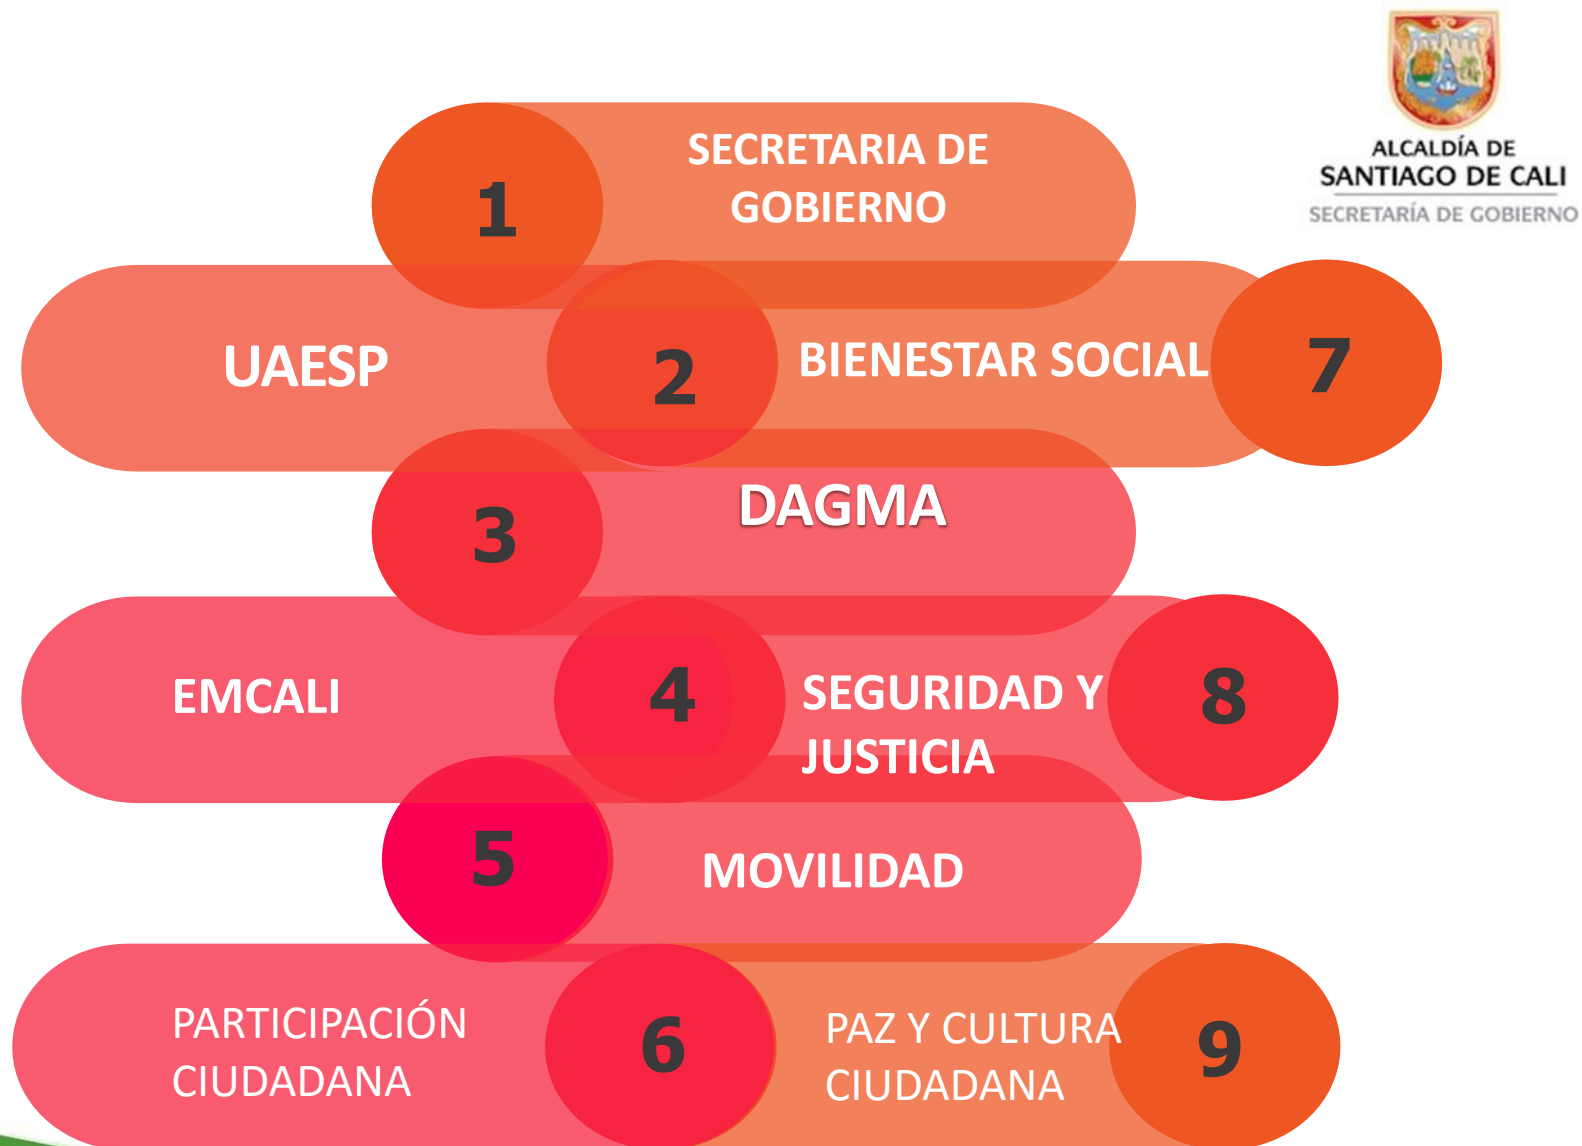 ALCALDÍA DE
SANTIAGO DE CALI
SECRETARÍA DE GOBIERNO
1
SECRETARIA DE
GOBIERNO
UAESP
2
BIENESTAR SOCIAL
7
3
DAGMA
EMCALI
4
SEGURIDAD Y
JUSTICIA
8
5
MOVILIDAD
PARTICIPACIÓN
CIUDADANA
6
PAZ Y CULTURA
CIUDADANA
9